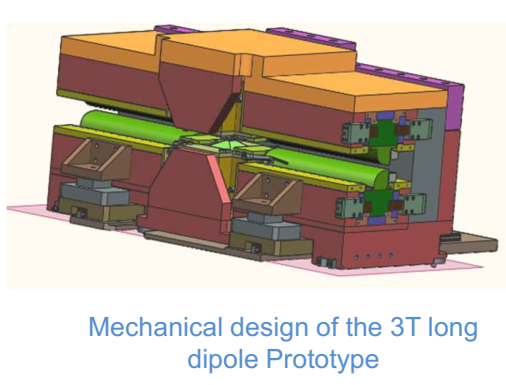 Mechanical design of the 3T long
dipole Prototype